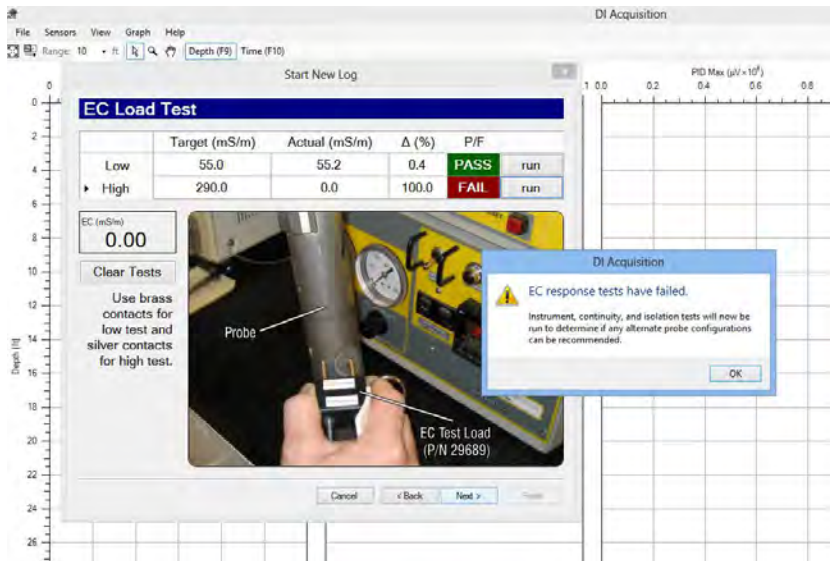 DI Acquisition
File Sensors View Graph Help
Range: 10 ft Depth (F9) Time (F10)
Start New Log
EC Load Test
Target (mS/m) Actual (mS/m) Δ (%) P/F
Low 55.0 55.2 0.4 PASS run
High 290.0 0.0 100.0 FAIL run
EC (mS/m)
0.00
Clear Tests
Use brass
contacts for
low test and
silver contacts
for high test.
Probe
EC Test Load
(P/N 29689)
Cancel < Back Next >
DI Acquisition
EC response tests have failed.
Instrument, continuity, and isolation tests will now be
run to determine if any alternate probe configurations
can be recommended.
OK
PID Max (µV×10⁶)
0 1 0.0 0.2 0.4 0.6 0.8
Depth (ft)
0
2
4
6
8
10
12
14
16
18
20
22
24
26